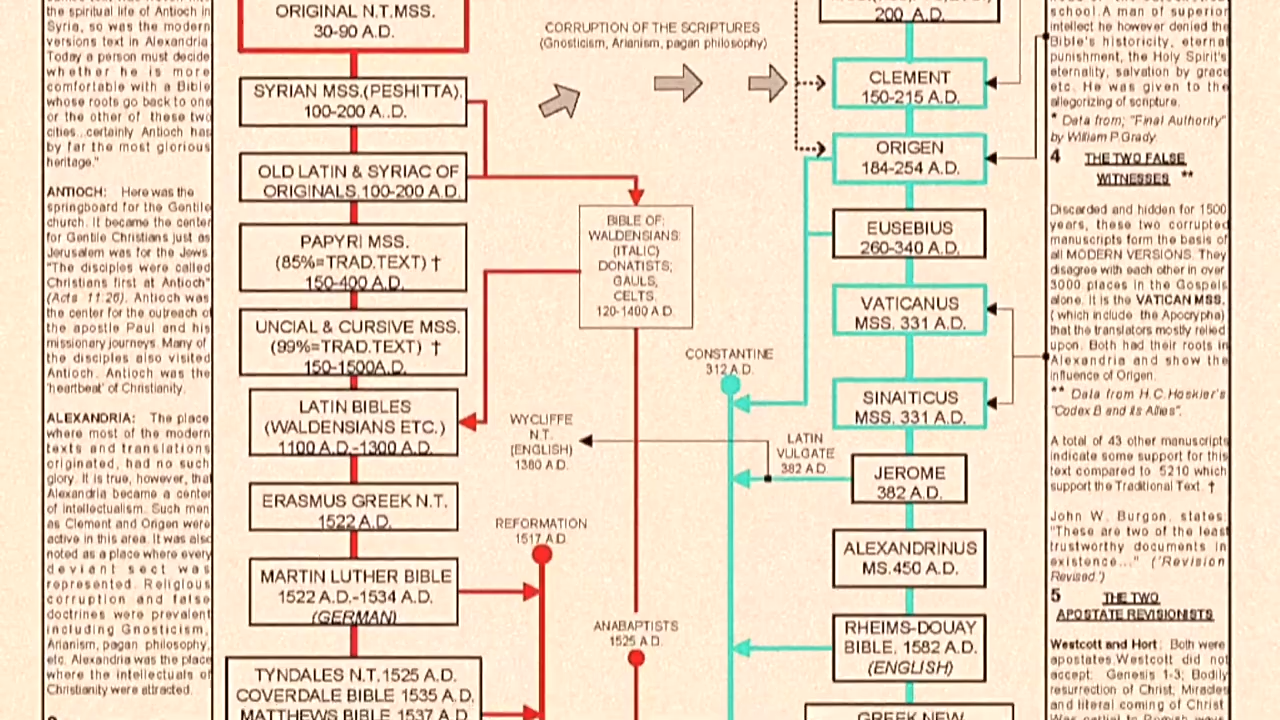 the spiritual life of Antioch in
Syria, so was the modern
versions text in Alexandria.
Today a person must decide
whether he is more
comfortable with a Bible
whose roots go back to one
or the other of these two
cities...certainly Antioch has
by far the most glorious
heritage."
ANTIOCH: Here was the
springboard for the Gentile
church. It became the center
for Gentile Christians just as
Jerusalem was for the Jews.
"The disciples were called
Christians first at Antioch"
(Acts 11:26). Antioch was
the center for the outreach of
the apostle Paul and his
missionary journeys. Many of
the disciples also visited
Antioch. Antioch was the
'heartbeat' of Christianity.
ALEXANDRIA: The place
where most of the modern
texts and translations
originated, had no such
glory. It is true, however, that
Alexandria became a center
of intellectualism. Such men
as Clement and Origen were
active in this area. It was also
noted as a place where every
deviant sect was
represented. Religious
corruption and false
doctrines were prevalent
including Gnosticism,
Arianism, pagan philosophy,
etc. Alexandria was the place
where the intellectuals of
Christianity were attracted.
ORIGINAL N.T.MSS.
30-90 A.D.
SYRIAN MSS.(PESHITTA).
100-200 A..D.
OLD LATIN & SYRIAC OF
ORIGINALS.100-200 A.D.
PAPYRI MSS.
(85%=TRAD.TEXT) †
150-400 A.D.
UNCIAL & CURSIVE MSS.
(99%=TRAD.TEXT) †
150-1500A.D.
LATIN BIBLES
(WALDENSIANS ETC.)
1100 A.D.-1300 A.D.
ERASMUS GREEK N.T.
1522 A.D.
MARTIN LUTHER BIBLE
1522 A.D.-1534 A.D.
(GERMAN)
TYNDALES N.T.1525 A.D.
COVERDALE BIBLE 1535 A.D.
MATTHEWS BIBLE 1537 A.D.
CORRUPTION OF THE SCRIPTURES
(Gnosticism, Arianism, pagan philosophy)
BIBLE OF:
WALDENSIANS:
(ITALIC)
DONATISTS;
GAULS,
CELTS.
120-1400 A.D.
WYCLIFFE
N.T.
(ENGLISH)
1380 A.D.
REFORMATION
1517 A.D.
ANABAPTISTS
1525 A.D.
CONSTANTINE
312 A.D.
LATIN
VULGATE
382 A.D.
200 A.D.
CLEMENT
150-215 A.D.
ORIGEN
184-254 A.D.
EUSEBIUS
260-340 A.D.
VATICANUS
MSS. 331 A.D.
SINAITICUS
MSS. 331 A.D.
JEROME
382 A.D.
ALEXANDRINUS
MS.450 A.D.
RHEIMS-DOUAY
BIBLE, 1582 A.D.
(ENGLISH)
GREEK NEW
school. A man of superior
intellect he however denied the
Bible's historicity, eternal
punishment, the Holy Spirit's
eternality, salvation by grace
etc. He was given to the
allegorizing of scripture.
* Data from; "Final Authority"
by William P.Grady.
4 THE TWO FALSE
WITNESSES **
Discarded and hidden for 1500
years, these two corrupted
manuscripts form the basis of
all MODERN VERSIONS. They
disagree with each other in over
3000 places in the Gospels
alone. It is the VATICAN MSS.
( which include the Apocrypha)
that the translators mostly relied
upon. Both had their roots in
Alexandria and show the
influence of Origen.
** Data from H.C.Hoskier's
"Codex B and its Allies".
A total of 43 other manuscripts
indicate some support for this
text compared to 5210 which
support the Traditional Text. †
John W. Burgon. states:
"These are two of the least
trustworthy documents in
existence..." ('Revision
Revised.')
5 THE TWO
APOSTATE REVISIONISTS
Westcott and Hort: Both were
apostates.Westcott did not
accept: Genesis 1-3; Bodily
resurrection of Christ, Miracles
and literal coming of Christ.